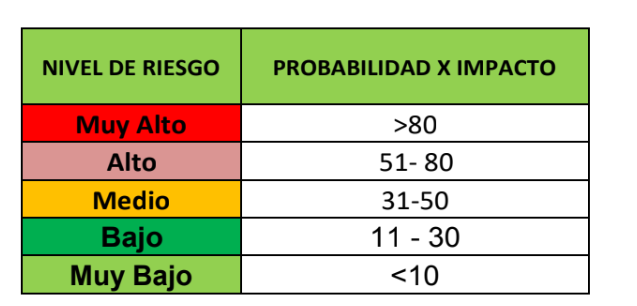 NIVEL DE RIESGO PROBABILIDAD X IMPACTO
Muy Alto >80
Alto 51- 80
Medio 31-50
Bajo 11 - 30
Muy Bajo <10